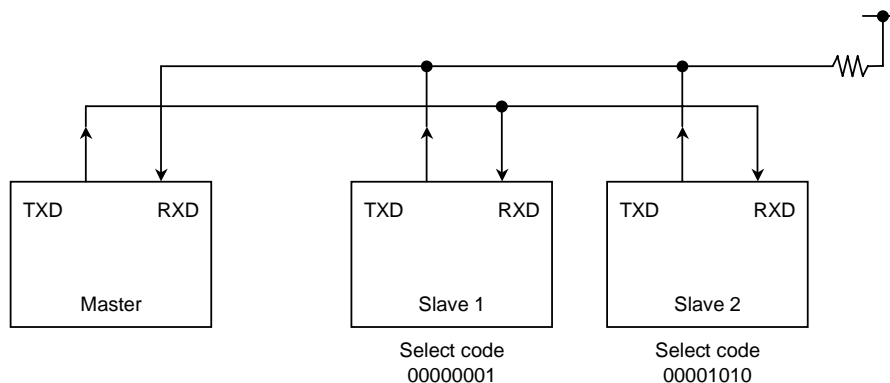 TXD RXD TXD RXD TXD RXD
Master Slave 1 Slave 2
Select code Select code
00000001 00001010